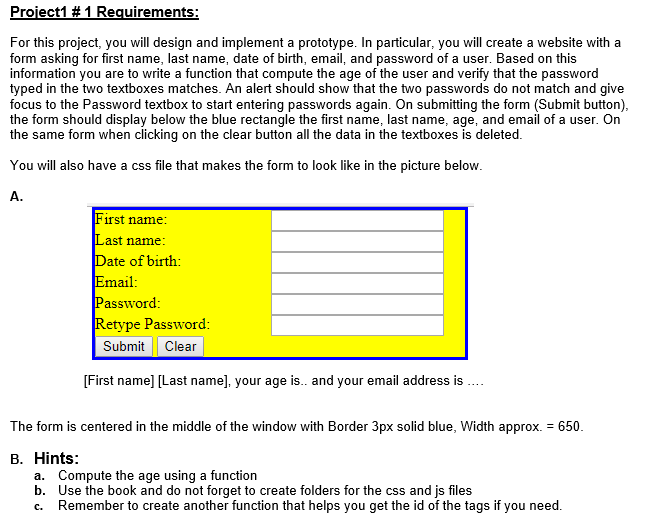 Project1 # 1 Requirements:
For this project, you will design and implement a prototype. In particular, you will create a website with a
form asking for first name, last name, date of birth, email, and password of a user. Based on this
information you are to write a function that compute the age of the user and verify that the password
typed in the two textboxes matches. An alert should show that the two passwords do not match and give
focus to the Password textbox to start entering passwords again. On submitting the form (Submit button),
the form should display below the blue rectangle the first name, last name, age, and email of a user. On
the same form when clicking on the clear button all the data in the textboxes is deleted.
You will also have a css file that makes the form to look like in the picture below.
A.
First name:
Last name:
Date of birth:
Email:
Password:
Retype Password:
Submit Clear
[First name] [Last name], your age is.. and your email address is ....
The form is centered in the middle of the window with Border 3px solid blue, Width approx. = 650.
B. Hints:
a. Compute the age using a function
b. Use the book and do not forget to create folders for the css and js files
c. Remember to create another function that helps you get the id of the tags if you need.